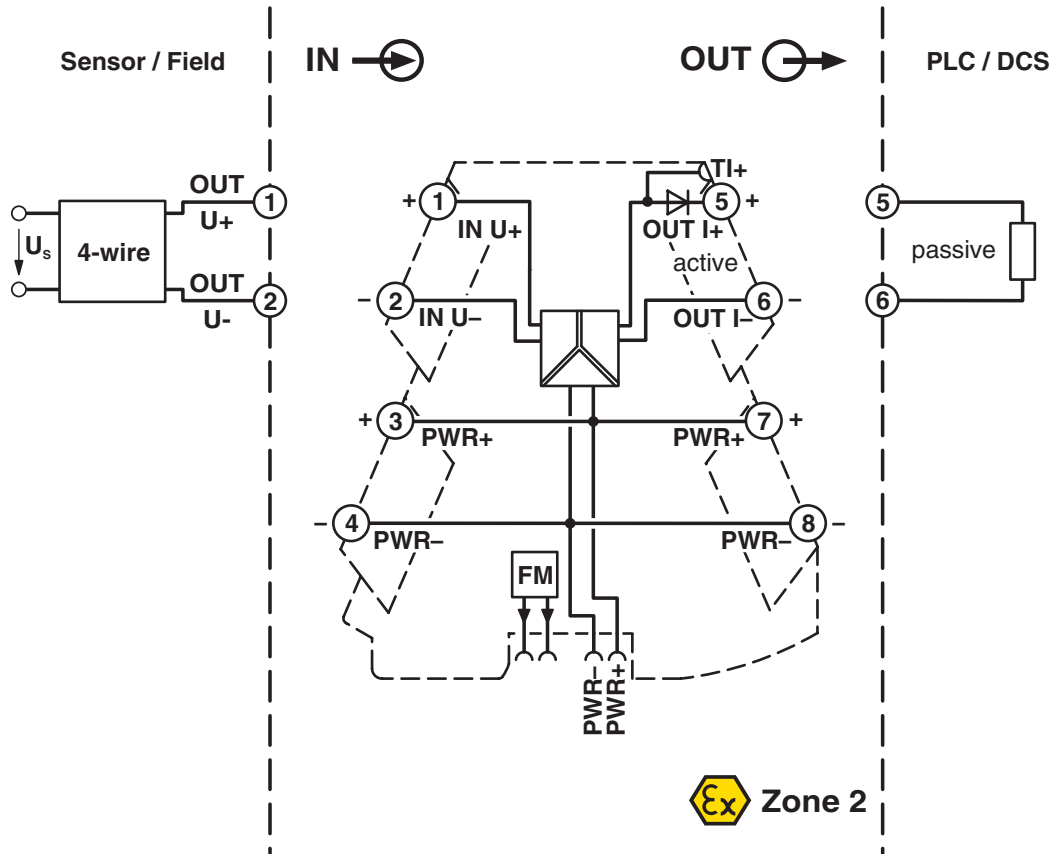 Sensor / Field
IN
OUT
PLC / DCS
OUT
U+
OUT
U-
1
2
4-wire
Us
+
1
IN U+
TI+
5
+
OUT I+
active
–
2
IN U–
6
–
OUT I–
5
passive
6
+
3
PWR+
7
+
PWR+
–
4
PWR–
8
–
PWR–
FM
PWR–
PWR+
Ex
Zone 2